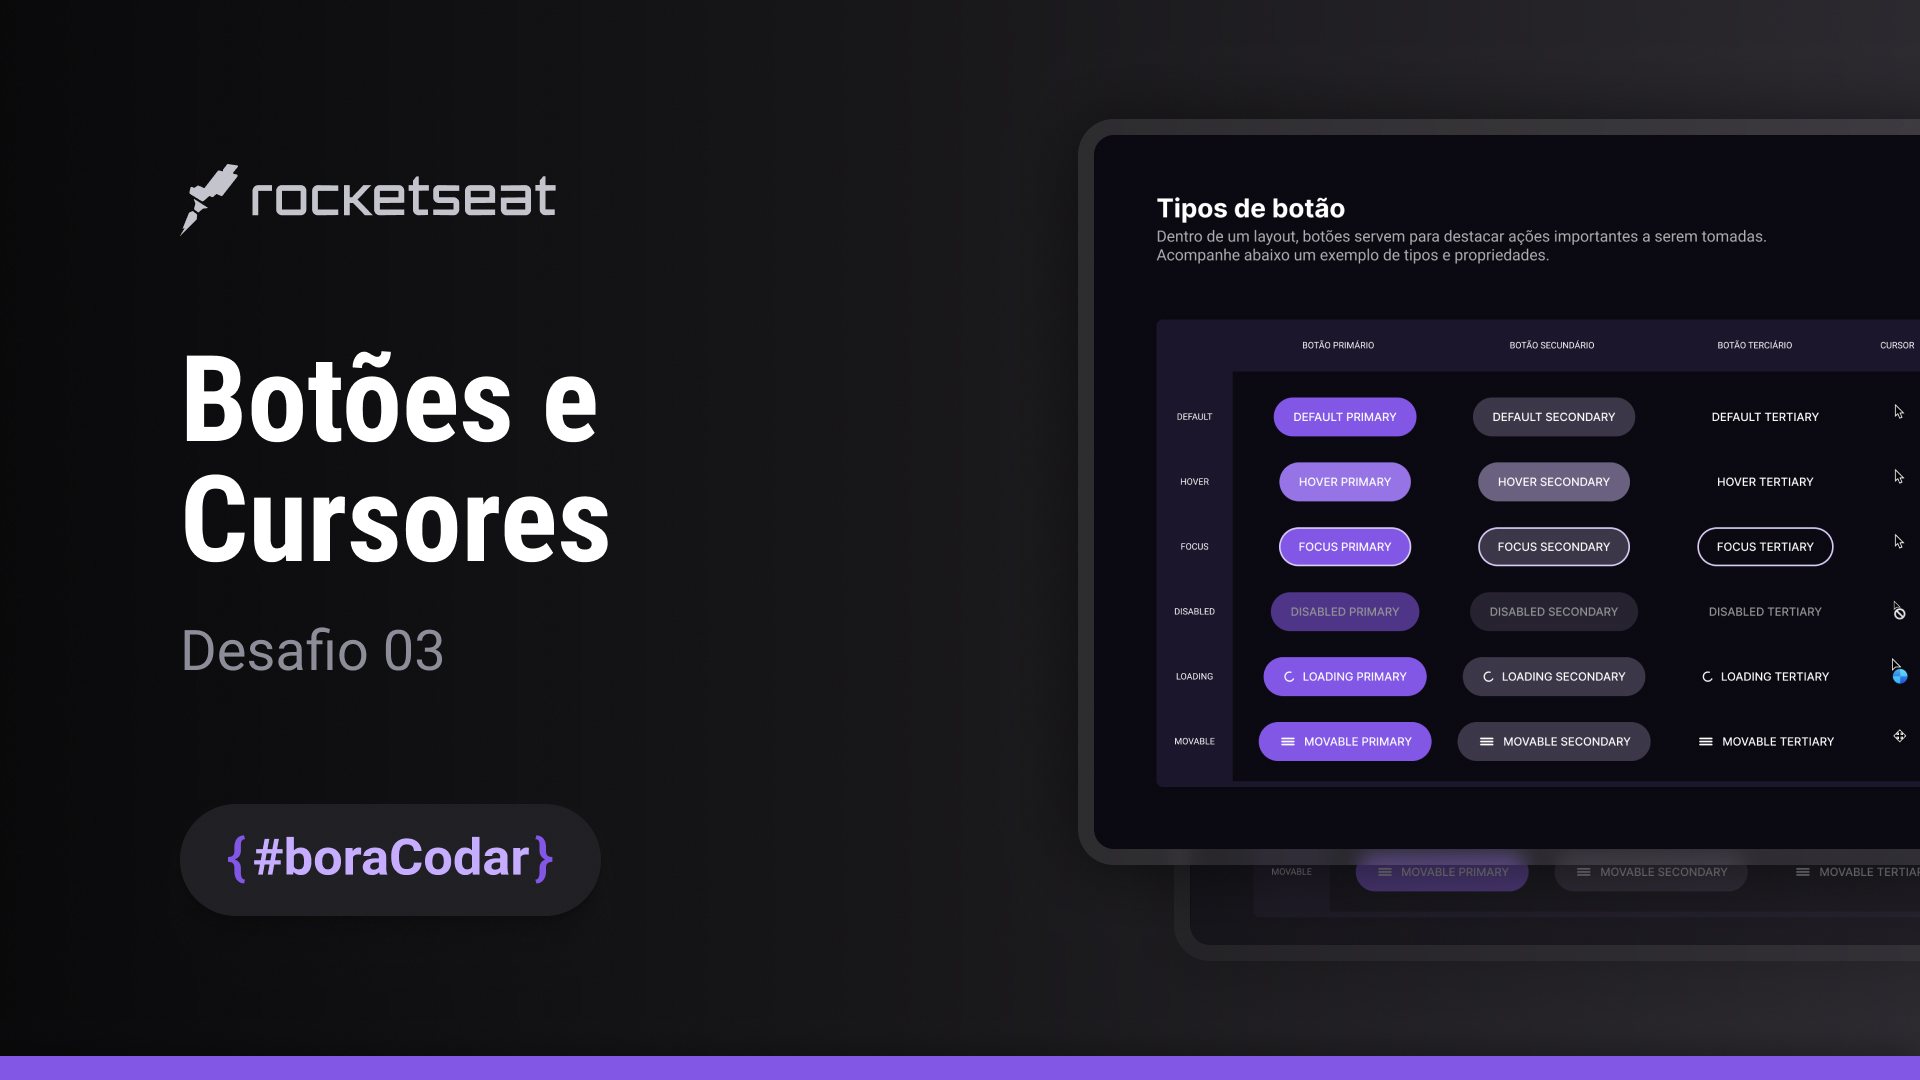 rocketseat
Botões e
Cursores
Desafio 03
{#boraCodar}
Tipos de botão
Dentro de um layout, botões servem para destacar ações importantes a serem tomadas.
Acompanhe abaixo um exemplo de tipos e propriedades.
BOTÃO PRIMÁRIO BOTÃO SECUNDÁRIO BOTÃO TERCIÁRIO CURSOR
DEFAULT DEFAULT PRIMARY DEFAULT SECONDARY DEFAULT TERTIARY
HOVER HOVER PRIMARY HOVER SECONDARY HOVER TERTIARY
FOCUS FOCUS PRIMARY FOCUS SECONDARY FOCUS TERTIARY
DISABLED DISABLED PRIMARY DISABLED SECONDARY DISABLED TERTIARY
LOADING LOADING PRIMARY LOADING SECONDARY LOADING TERTIARY
MOVABLE MOVABLE PRIMARY MOVABLE SECONDARY MOVABLE TERTIARY
MOVABLE MOVABLE PRIMARY MOVABLE SECONDARY MOVABLE TERTIAR